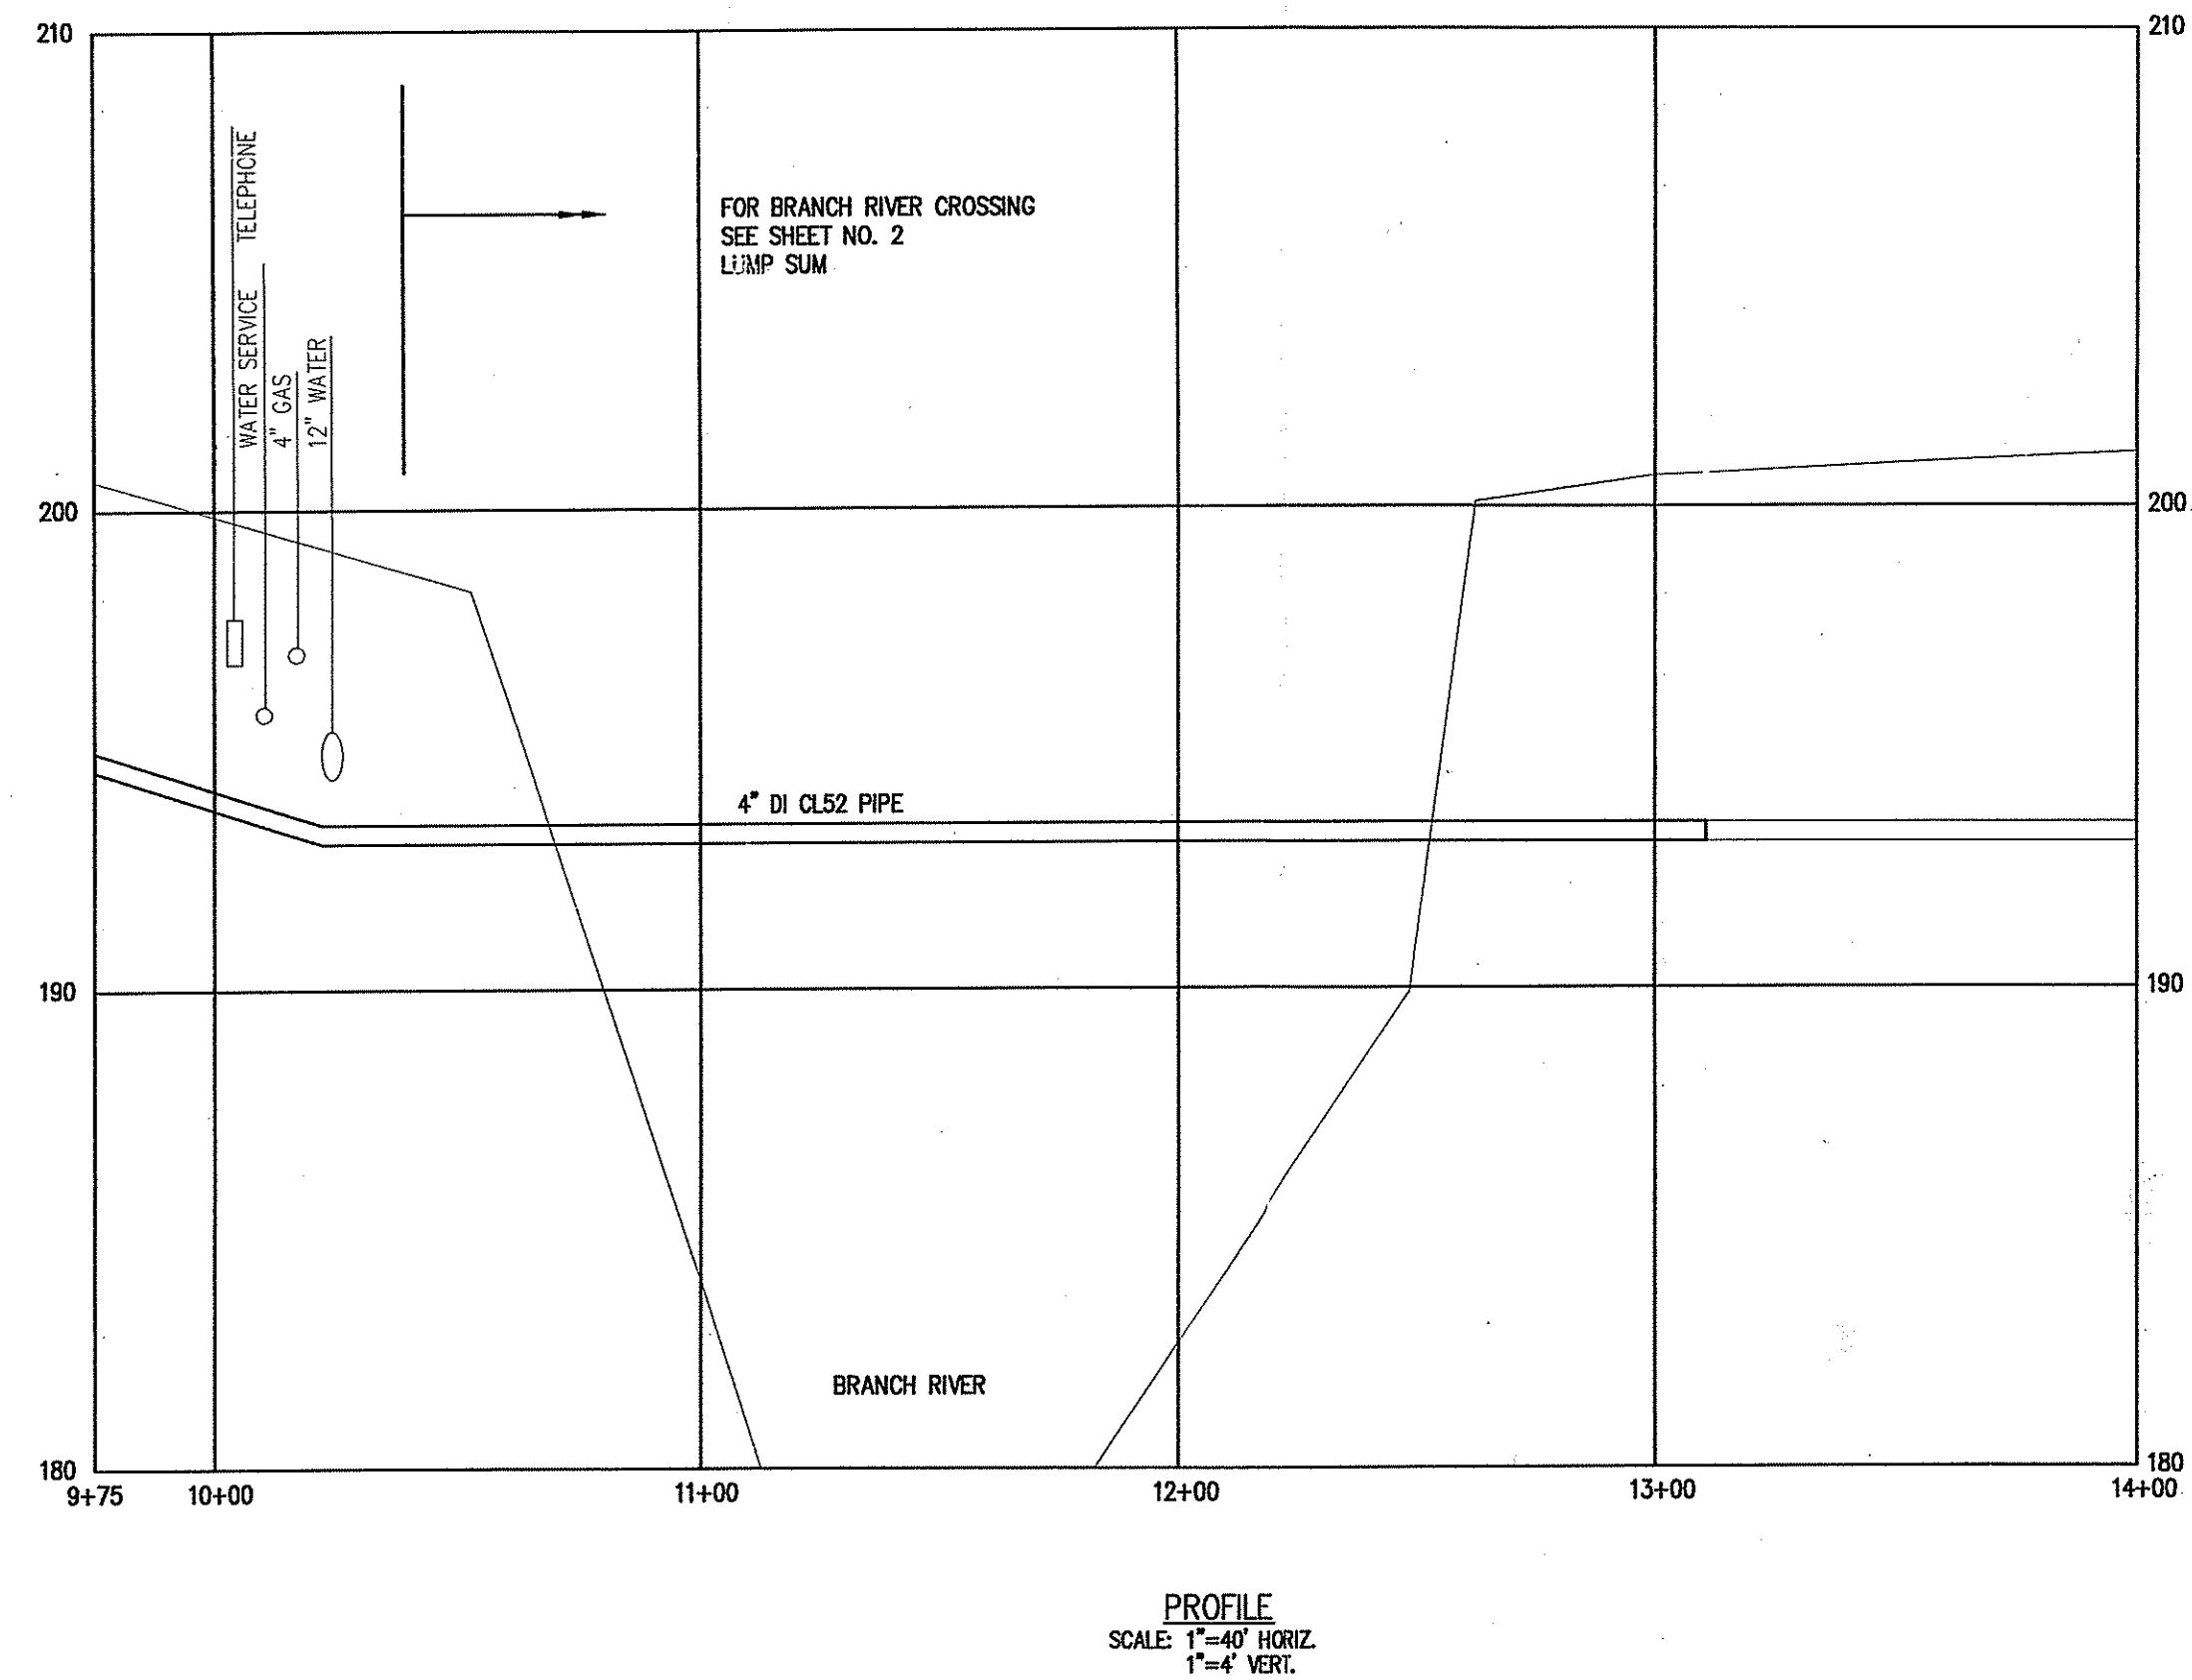 210
210
TELEPHONE
WATER SERVICE
4" GAS
12" WATER
FOR BRANCH RIVER CROSSING
SEE SHEET NO. 2
LUMP SUM
200
200
4" DI CL52 PIPE
190
190
BRANCH RIVER
180
180
9+75
10+00
11+00
12+00
13+00
14+00
PROFILE
SCALE: 1"=40' HORIZ.
1"=4' VERT.